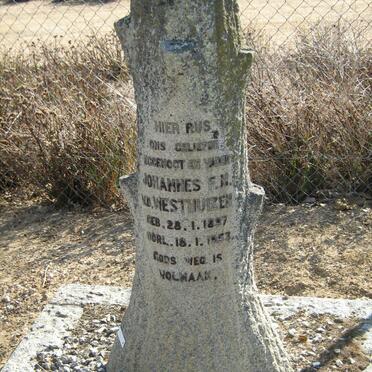 HIER RUS
ONS GELIEFDE
EGGENOOT EN VADER
JOHANNES F.H.
V.D. WESTHUIZEN
GEB. 28.1.1897
OORL. 18.1.1953
GODS WEG IS
VOLMAAK.